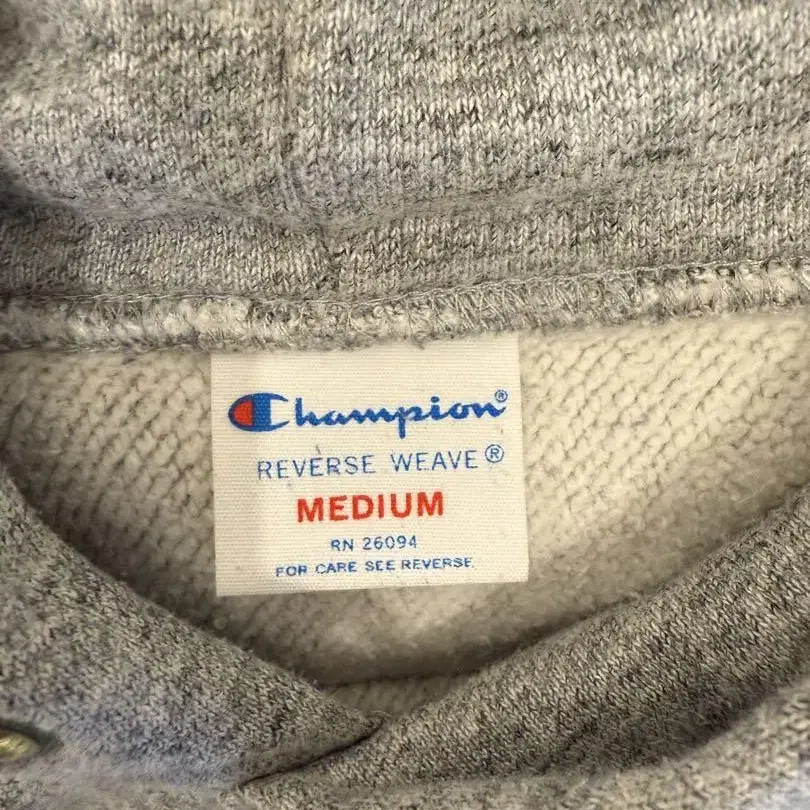 Champion®
REVERSE WEAVE®
MEDIUM
RN 26094
FOR CARE SEE REVERSE